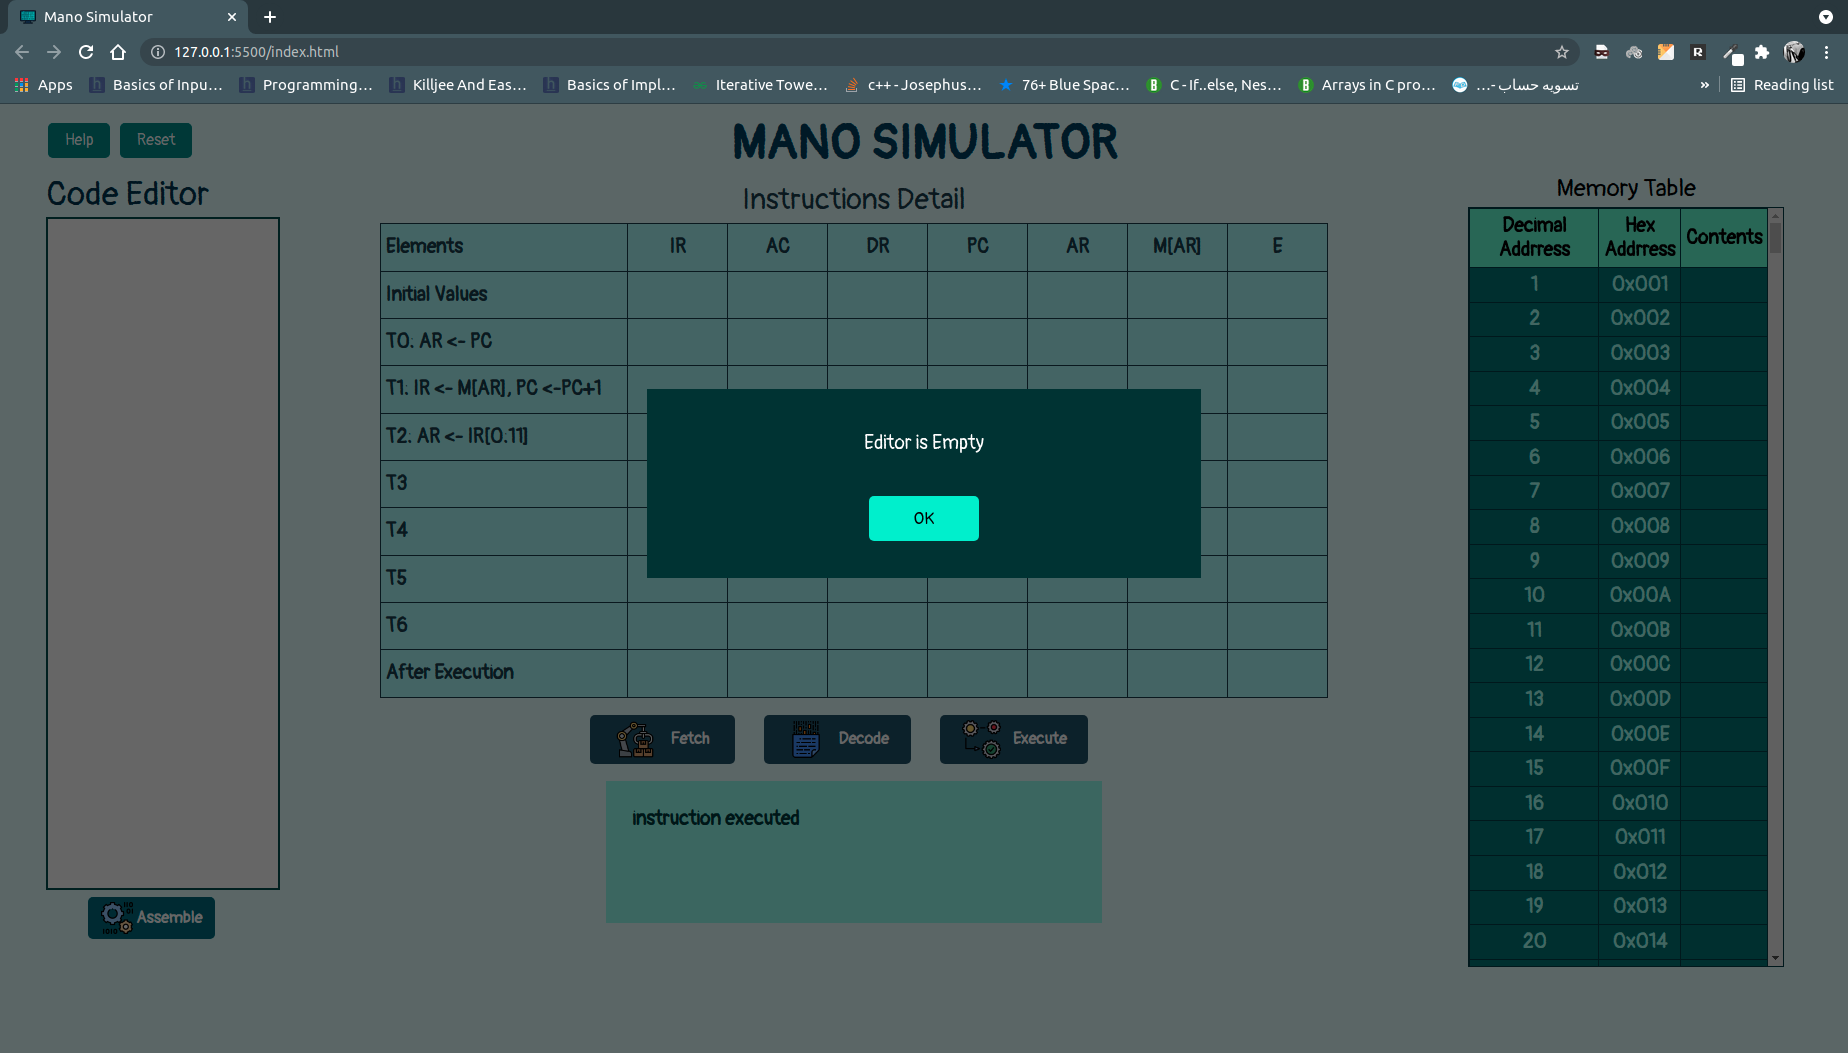 Mano Simulator
127.0.0.1:5500/index.html
Apps
Basics of Inpu...
Programming...
Killjee And Eas...
Basics of Impl...
Iterative Towe...
c++ - Josephus...
76+ Blue Spac...
C - If..else, Nes...
Arrays in C pro...
تسویه حساب -...
»
Reading list
Help
Reset
MANO SIMULATOR
Code Editor
Instructions Detail
Memory Table
Elements IR AC DR PC AR M[AR] E
Initial Values
T0: AR <- PC
T1: IR <- M[AR], PC <-PC+1
T2: AR <- IR[0:11]
T3
T4
T5
T6
After Execution
Editor is Empty
OK
Fetch
Decode
Execute
instruction executed
Assemble
Decimal Addrress Hex Addrress Contents
1 0x001
2 0x002
3 0x003
4 0x004
5 0x005
6 0x006
7 0x007
8 0x008
9 0x009
10 0x00A
11 0x00B
12 0x00C
13 0x00D
14 0x00E
15 0x00F
16 0x010
17 0x011
18 0x012
19 0x013
20 0x014